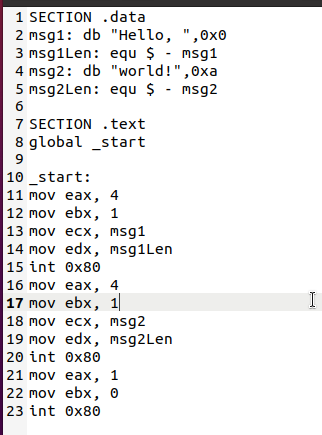 1 SECTION .data
2 msg1: db "Hello, ",0x0
3 msg1Len: equ $ - msg1
4 msg2: db "world!",0xa
5 msg2Len: equ $ - msg2
6
7 SECTION .text
8 global _start
9
10 _start:
11 mov eax, 4
12 mov ebx, 1
13 mov ecx, msg1
14 mov edx, msg1Len
15 int 0x80
16 mov eax, 4
17 mov ebx, 1
18 mov ecx, msg2
19 mov edx, msg2Len
20 int 0x80
21 mov eax, 1
22 mov ebx, 0
23 int 0x80